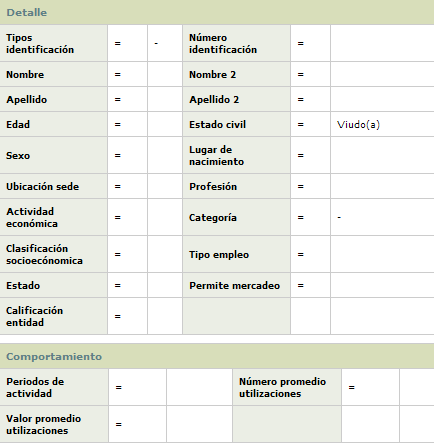 Detalle
Tipos identificación = - Número identificación =
Nombre = Nombre 2 =
Apellido = Apellido 2 =
Edad = Estado civil = Viudo(a)
Sexo = Lugar de nacimiento =
Ubicación sede = Profesión =
Actividad económica = Categoría = -
Clasificación socioecónomica = Tipo empleo =
Estado = Permite mercadeo =
Calificación entidad =
Comportamiento
Periodos de actividad = Número promedio utilizaciones =
Valor promedio utilizaciones =